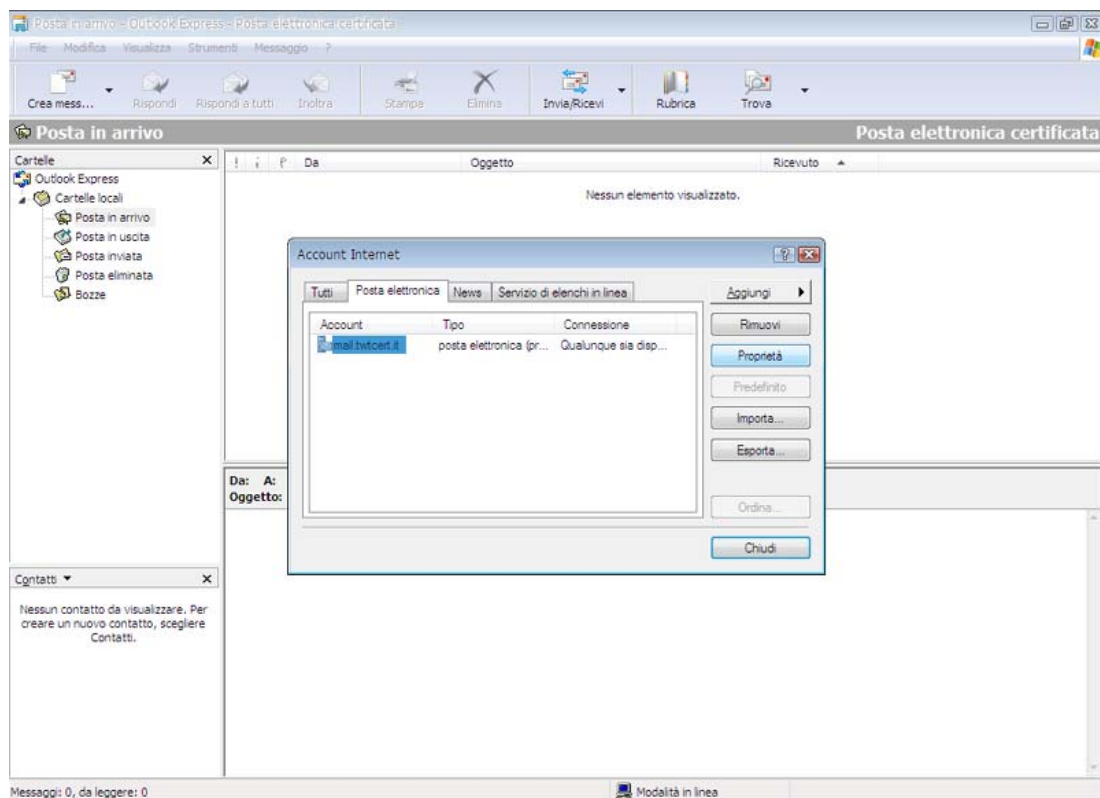 Posta in arrivo - Outlook Express - Posta elettronica certificata
File Modifica Visualizza Strumenti Messaggio ?
Crea mess... Rispondi Rispondi a tutti Inoltra Stampa Elimina Invia/Ricevi Rubrica Trova
Posta in arrivo Posta elettronica certificata
Cartelle
Outlook Express
Cartelle locali
Posta in arrivo
Posta in uscita
Posta inviata
Posta eliminata
Bozze
! Da Oggetto Ricevuto
Nessun elemento visualizzato.
Account Internet
Tutti Posta elettronica News Servizio di elenchi in linea
Account Tipo Connessione
mail.twtcert.it posta elettronica (pr... Qualunque sia disp...
Aggiungi
Rimuovi
Proprietà
Predefinito
Importa...
Esporta...
Ordina...
Chiudi
Da: A:
Oggetto:
Contatti
Nessun contatto da visualizzare. Per
creare un nuovo contatto, scegliere
Contatti.
Messaggi: 0, da leggere: 0 Modalità in linea